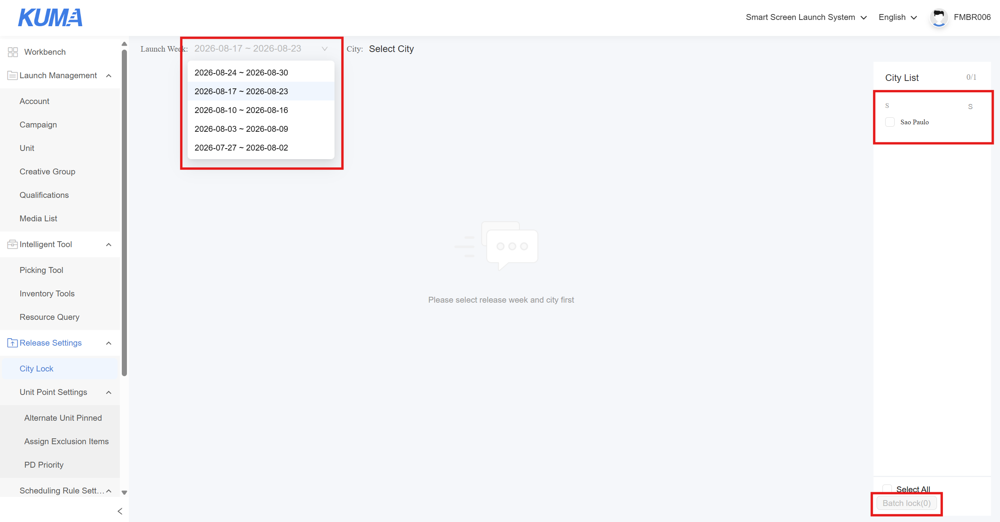 KUMA
Smart Screen Launch System
English
FMBR006
Workbench
Launch Management
Account
Campaign
Unit
Creative Group
Qualifications
Media List
Intelligent Tool
Picking Tool
Inventory Tools
Resource Query
Release Settings
City Lock
Unit Point Settings
Alternate Unit Pinned
Assign Exclusion Items
PD Priority
Scheduling Rule Sett...
Launch Week: 2026-08-17 ~ 2026-08-23
City: Select City
2026-08-24 ~ 2026-08-30
2026-08-17 ~ 2026-08-23
2026-08-10 ~ 2026-08-16
2026-08-03 ~ 2026-08-09
2026-07-27 ~ 2026-08-02
Please select release week and city first
City List 0/1
S S
Sao Paulo
Select All
Batch lock(0)